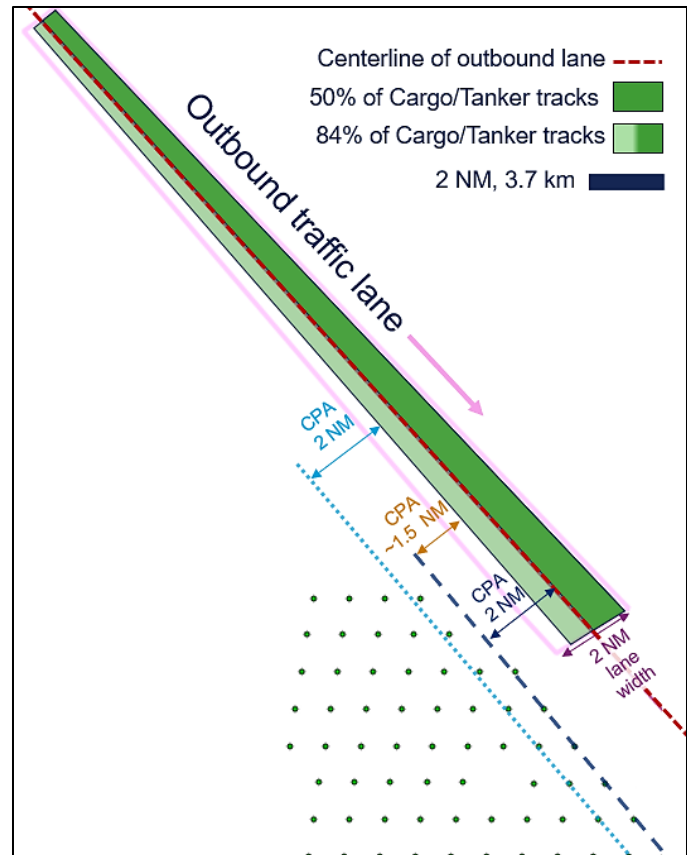 Centerline of outbound lane
50% of Cargo/Tanker tracks
84% of Cargo/Tanker tracks
2 NM, 3.7 km
Outbound traffic lane
CPA
2 NM
CPA
~1.5 NM
CPA
2 NM
2 NM
lane
width